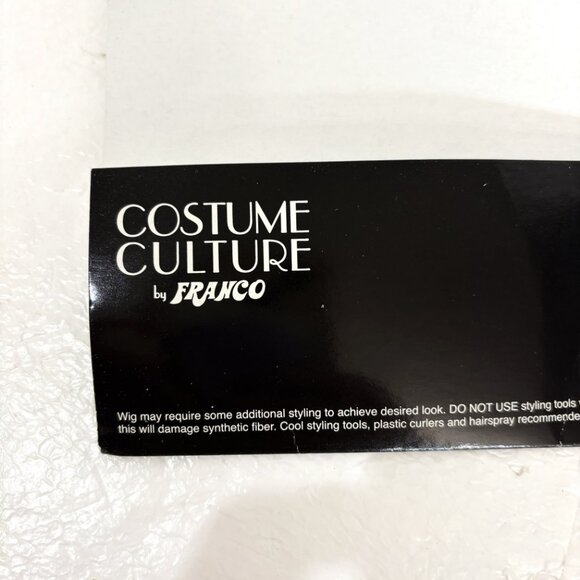 COSTUME
CULTURE
by FRANCO
Wig may require some additional styling to achieve desired look. DO NOT USE styling tools
this will damage synthetic fiber. Cool styling tools, plastic curlers and hairspray recommende